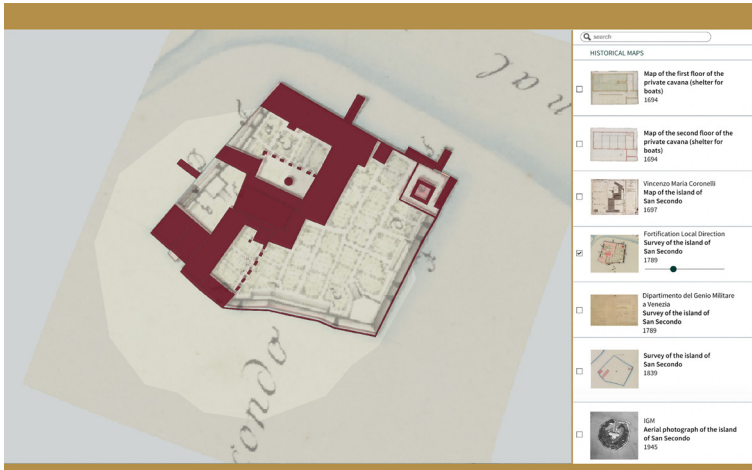 search
HISTORICAL MAPS
Map of the first floor of the
private cavana (shelter for
boats)
1694
Map of the second floor of the
private cavana (shelter for
boats)
1694
Vincenzo Maria Coronelli
Map of the island of
San Secondo
1697
Fortification Local Direction
Survey of the island of
San Secondo
1789
Dipartimento del Genio Militare
a Venezia
Survey of the island of
San Secondo
1789
Survey of the island of
San Secondo
1839
IGM
Aerial photograph of the island
of San Secondo
1945
nal
condo